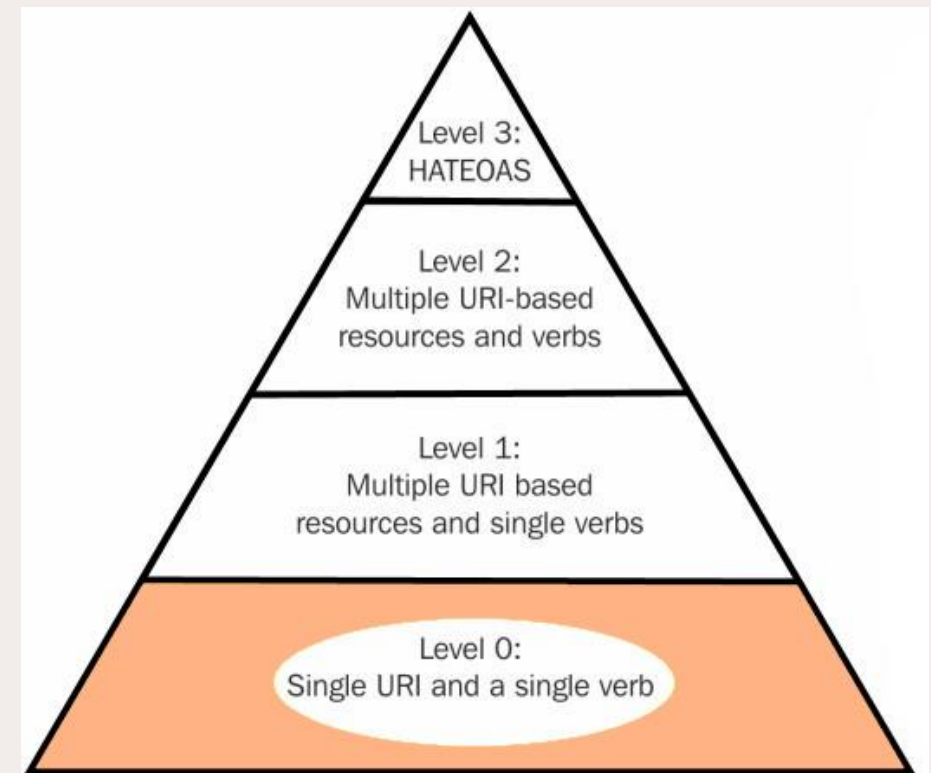 Level 3:
HATEOAS
Level 2:
Multiple URI-based
resources and verbs
Level 1:
Multiple URI based
resources and single verbs
Level 0:
Single URI and a single verb